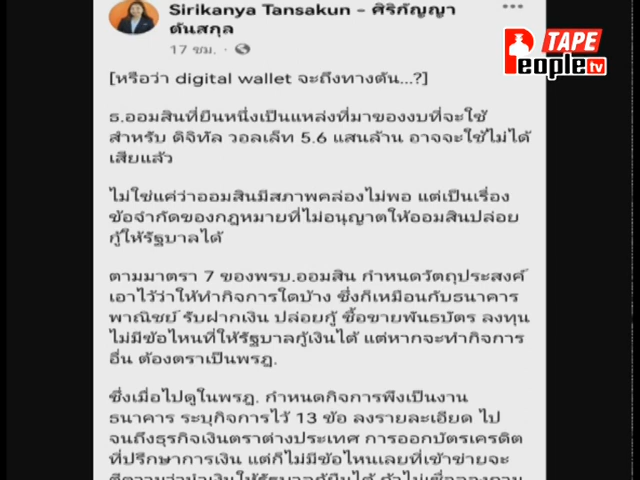 Sirikanya Tansakun - ศิริกัญญา
ตันสกุล
17 ชม.
TAPE
People tv
[หรือว่า digital wallet จะถึงทางตัน...?]
ธ.ออมสินที่ยืนหนึ่งเป็นแหล่งที่มาของงบที่จะใช้
สำหรับ ดิจิทัล วอลเล็ท 5.6 แสนล้าน อาจจะใช้ไม่ได้
เสียแล้ว
ไม่ใช่แค่ว่าออมสินมีสภาพคล่องไม่พอ แต่เป็นเรื่อง
ข้อจำกัดของกฎหมายที่ไม่อนุญาตให้ออมสินปล่อย
กู้ให้รัฐบาลได้
ตามมาตรา 7 ของพรบ.ออมสิน กำหนดวัตถุประสงค์
เอาไว้ว่าให้ทำกิจการใดบ้าง ซึ่งก็เหมือนกับธนาคาร
พาณิชย์ รับฝากเงิน ปล่อยกู้ ซื้อขายพันธบัตร ลงทุน
ไม่มีข้อไหนที่ให้รัฐบาลกู้เงินได้ แต่หากจะทำกิจการ
อื่น ต้องตราเป็นพรฎ.
ซึ่งเมื่อไปดูในพรฎ. กำหนดกิจการพึงเป็นงาน
ธนาคาร ระบุกิจการไว้ 13 ข้อ ลงรายละเอียด ไป
จนถึงธุรกิจเงินตราต่างประเทศ การออกบัตรเครดิต
ที่ปรึกษาการเงิน แต่ก็ไม่มีข้อไหนเลยที่เข้าข่ายจะ